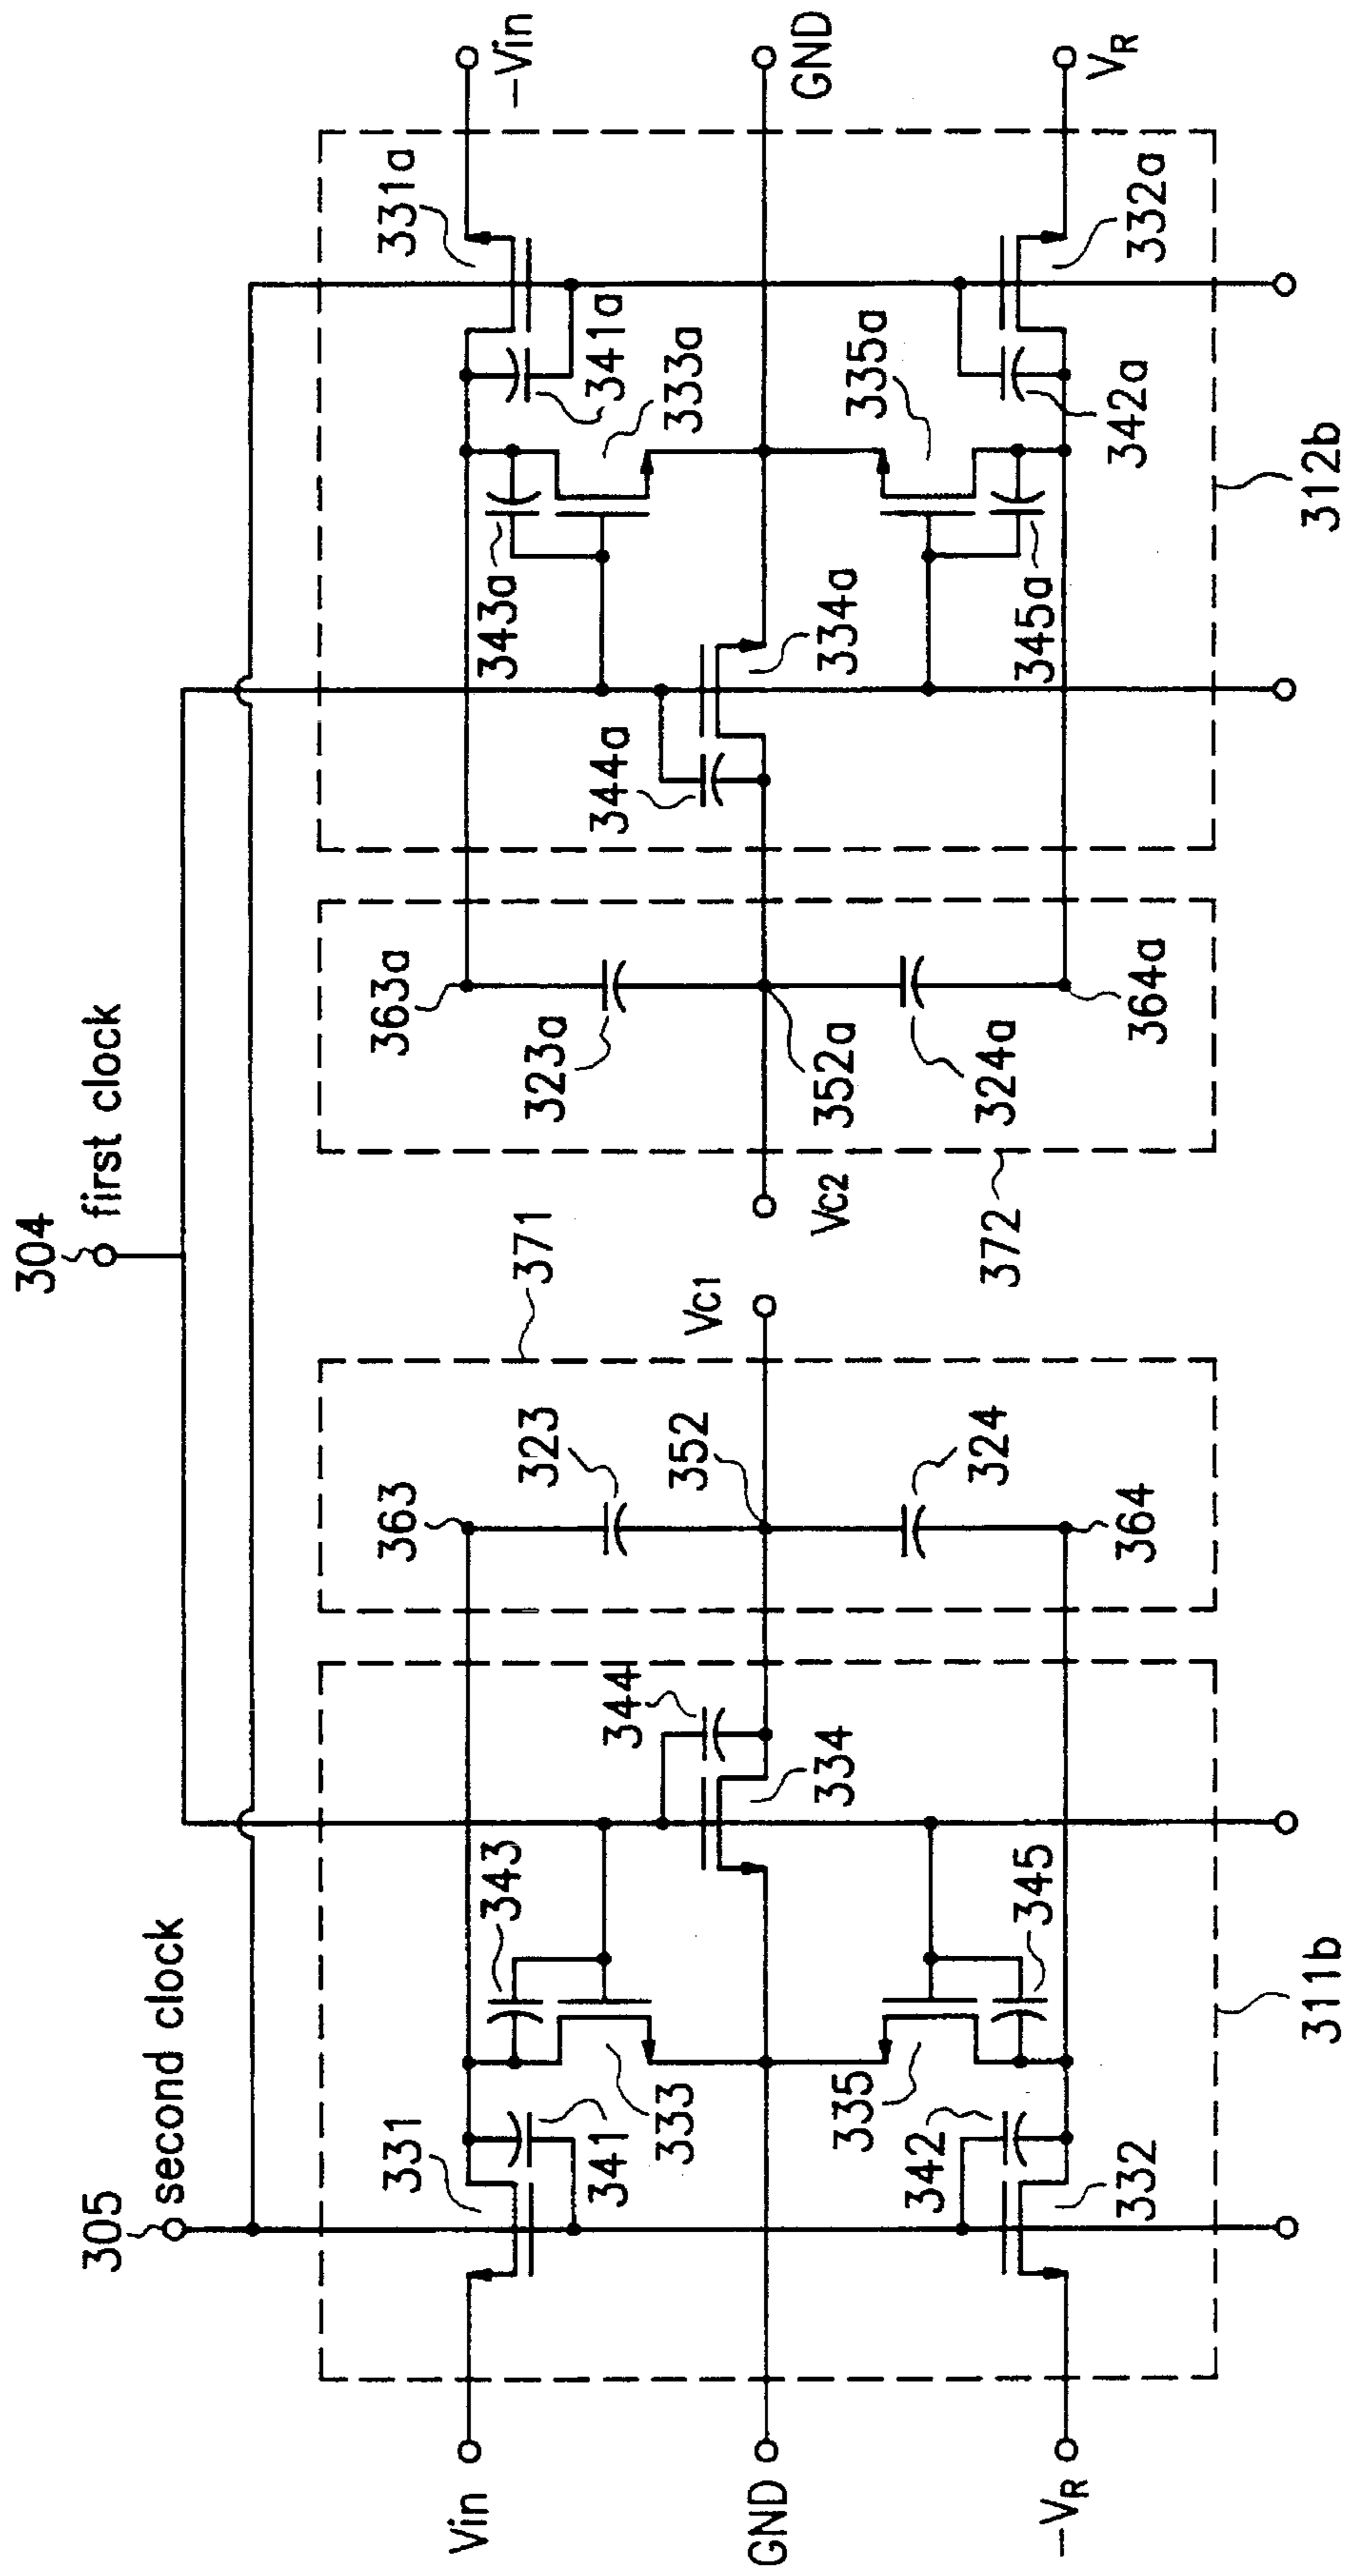 304
first clock
305
second clock
371
372
Vin
GND
-VR
331
341
333
343
335
345
342
332
344
334
311b
363
323
352
324
364
VC1
VC2
363a
323a
352a
324a
364a
344a
334a
343a
333a
341a
331a
345a
335a
342a
332a
312b
-Vin
GND
VR